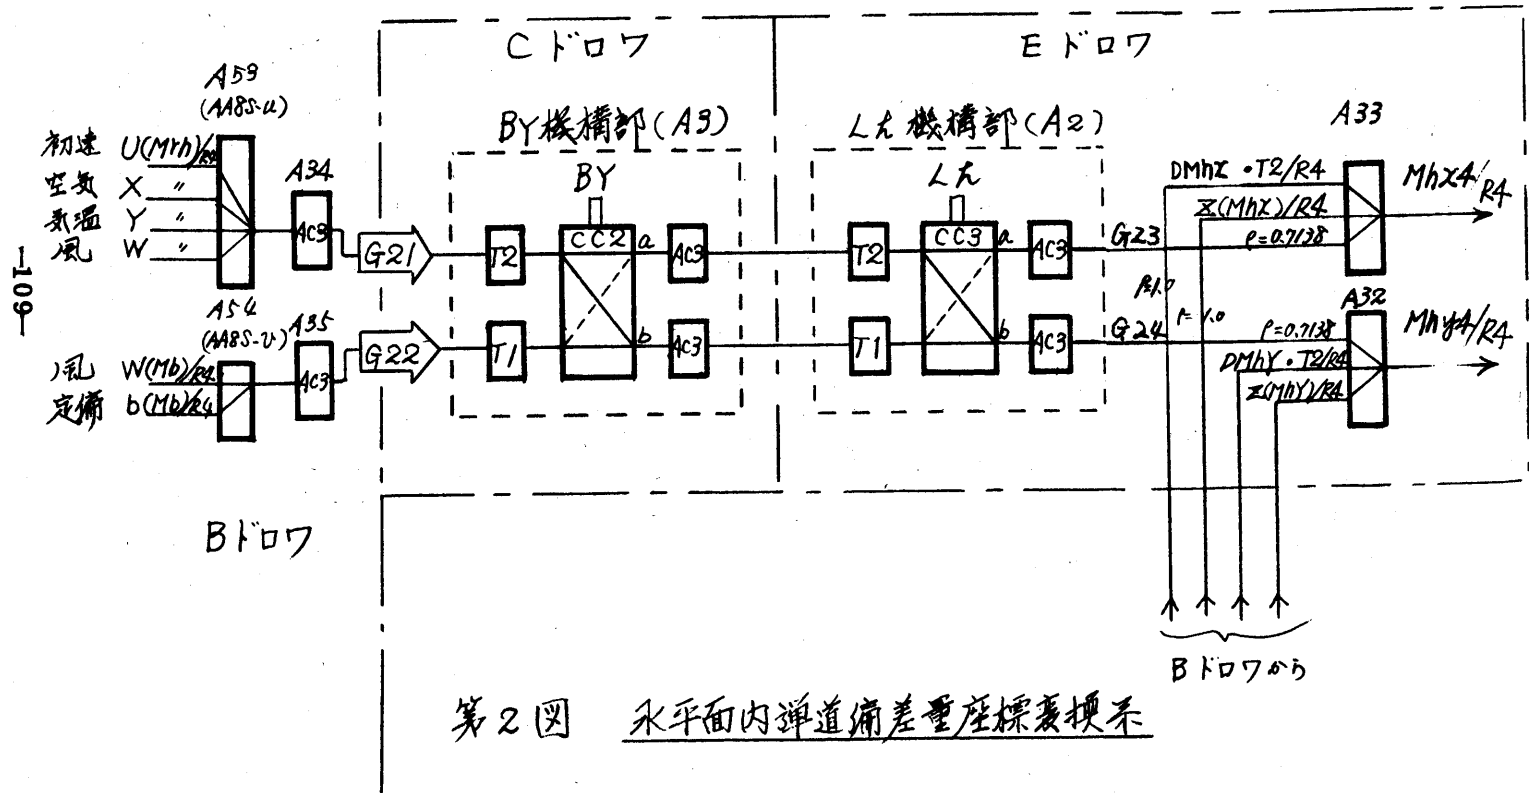 Cドロワ
Eドロワ
A59
(AA8S-u)
初速 U(Mrh)/R4
空気 X 〃
気温 Y 〃
風 W 〃
A34
AC3
G21
BY機構部(A3)
BY
T2
CC2
a
AC3
T1
b
AC3
L方機構部(A2)
L方
T2
CC3
a
AC3
T1
b
AC3
G23
G24
A33
DMhX・T2/R4
Z(MhX)/R4
ρ=0.7138
Mhx4/R4
ρ=1.0
ρ=1.0
A32
ρ=0.7138
DMhY・T2/R4
Z(MhY)/R4
Mhy4/R4
A54
(AA8S-v)
風 W(Mb)/R4
定偏 b(Mb)/R4
A35
AC3
G22
Bドロワ
Bドロワから
第2図 水平面内弾道偏差量座標変換系
—109—